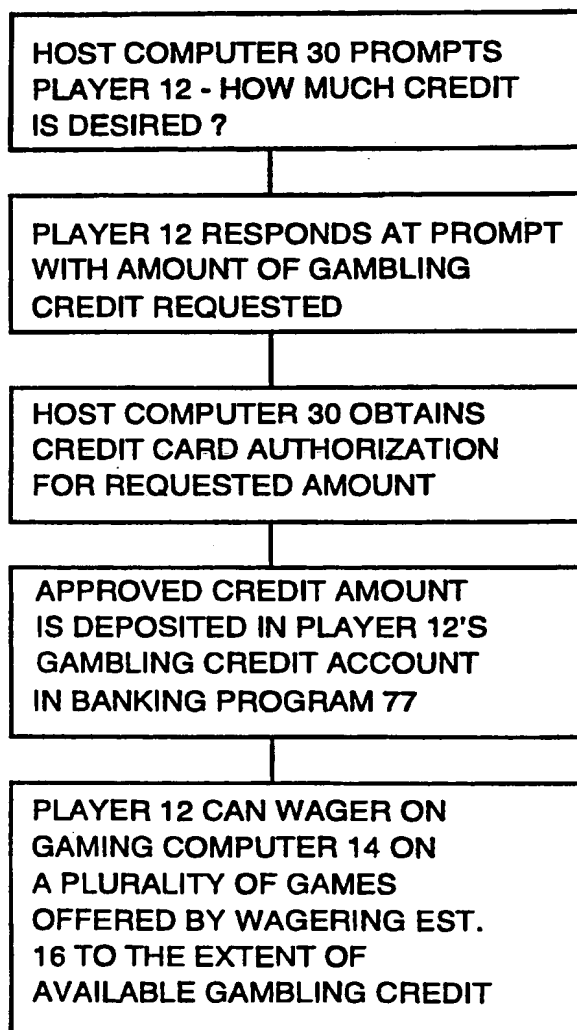 HOST COMPUTER 30 PROMPTS
PLAYER 12 - HOW MUCH CREDIT
IS DESIRED ?
PLAYER 12 RESPONDS AT PROMPT
WITH AMOUNT OF GAMBLING
CREDIT REQUESTED
HOST COMPUTER 30 OBTAINS
CREDIT CARD AUTHORIZATION
FOR REQUESTED AMOUNT
APPROVED CREDIT AMOUNT
IS DEPOSITED IN PLAYER 12'S
GAMBLING CREDIT ACCOUNT
IN BANKING PROGRAM 77
PLAYER 12 CAN WAGER ON
GAMING COMPUTER 14 ON
A PLURALITY OF GAMES
OFFERED BY WAGERING EST.
16 TO THE EXTENT OF
AVAILABLE GAMBLING CREDIT